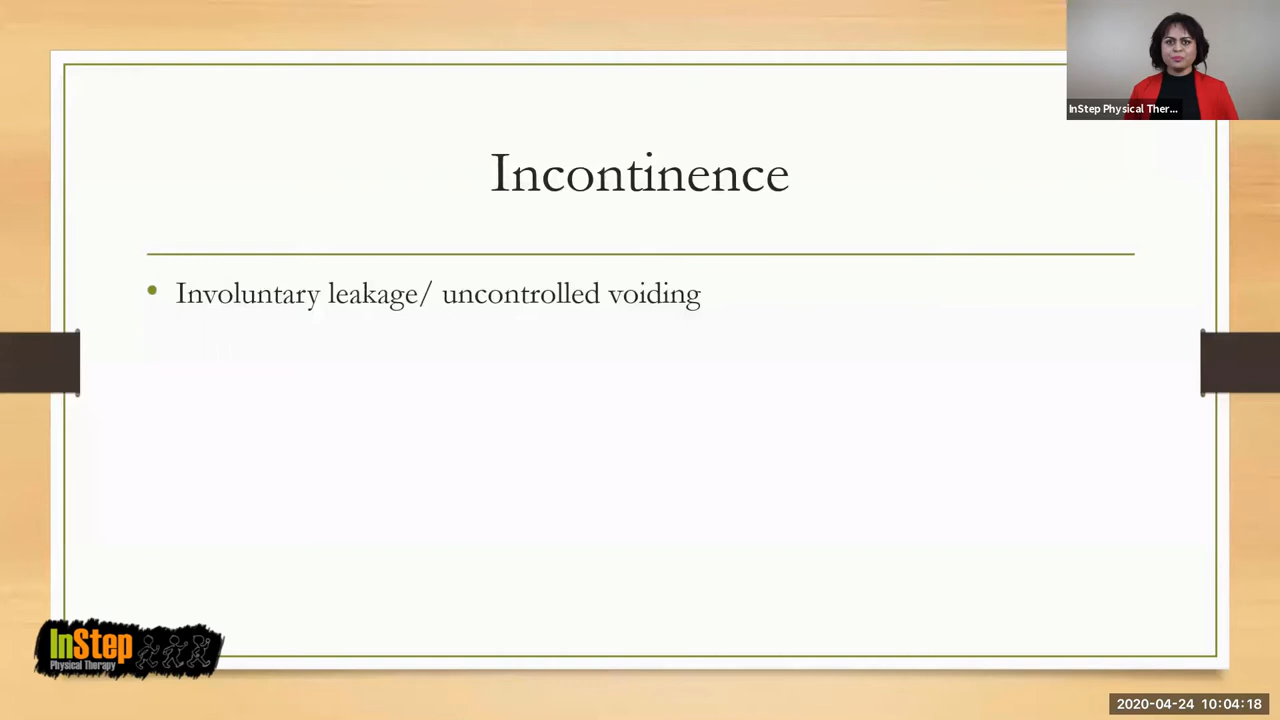 InStep Physical Ther...
Incontinence
• Involuntary leakage/ uncontrolled voiding
InStep
Physical Therapy
2020-04-24 10:04:18